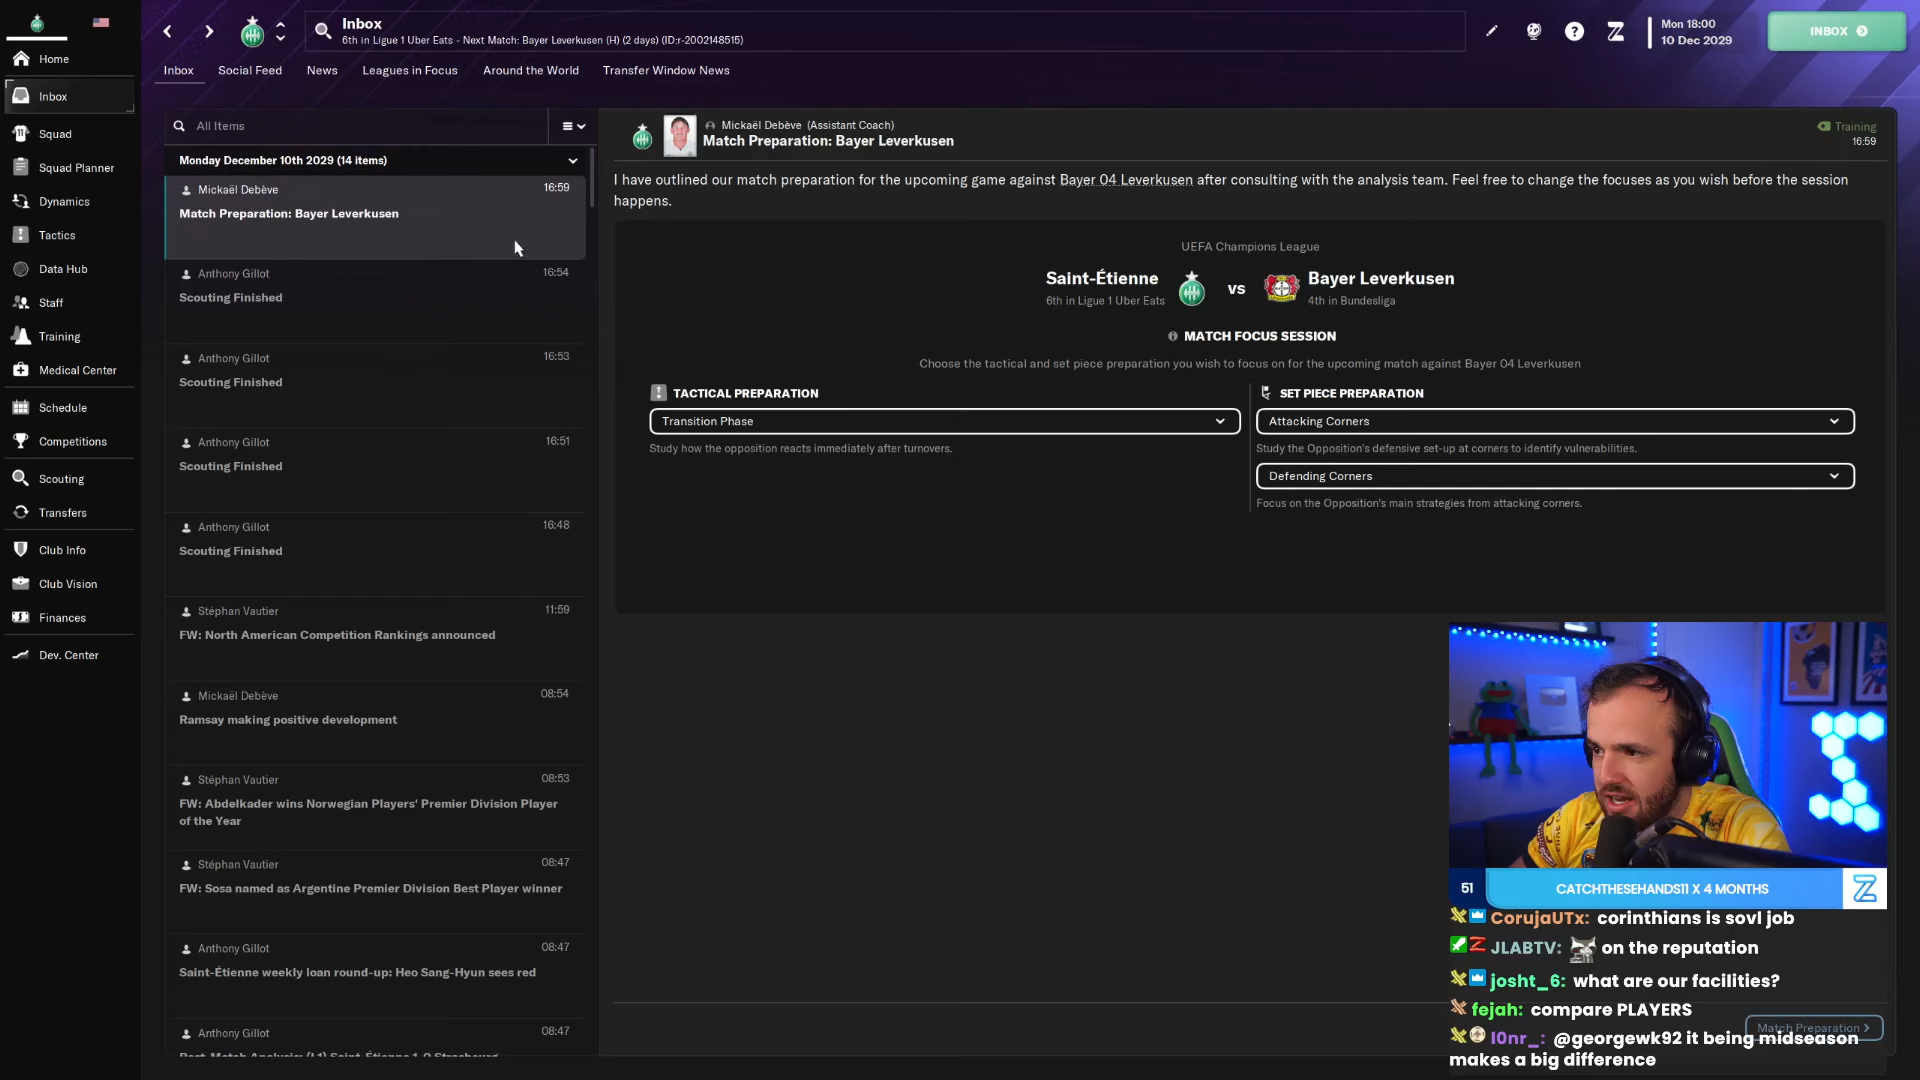 Inbox
6th in Ligue 1 Uber Eats - Next Match: Bayer Leverkusen (H) (2 days) (ID:r-2002148515)
Mon 18:00
10 Dec 2029
INBOX
Inbox
Social Feed
News
Leagues in Focus
Around the World
Transfer Window News
Home
Inbox
Squad
Squad Planner
Dynamics
Tactics
Data Hub
Staff
Training
Medical Center
Schedule
Competitions
Scouting
Transfers
Club Info
Club Vision
Finances
Dev. Center
All Items
Monday December 10th 2029 (14 items)
Mickaël Debève 16:59
Match Preparation: Bayer Leverkusen
Anthony Gillot 16:54
Scouting Finished
Anthony Gillot 16:53
Scouting Finished
Anthony Gillot 16:51
Scouting Finished
Anthony Gillot 16:48
Scouting Finished
Stéphan Vautier 11:59
FW: North American Competition Rankings announced
Mickaël Debève 08:54
Ramsay making positive development
Stéphan Vautier 08:53
FW: Abdelkader wins Norwegian Players' Premier Division Player
of the Year
Stéphan Vautier 08:47
FW: Sosa named as Argentine Premier Division Best Player winner
Anthony Gillot 08:47
Saint-Étienne weekly loan round-up: Heo Sang-Hyun sees red
Anthony Gillot 08:47
Post-Match Analysis: (L1) Saint-Étienne 1-0 Strasbourg
Mickaël Debève (Assistant Coach)
Match Preparation: Bayer Leverkusen
Training
16:59
I have outlined our match preparation for the upcoming game against Bayer 04 Leverkusen after consulting with the analysis team. Feel free to change the focuses as you wish before the session
happens.
UEFA Champions League
Saint-Étienne
6th in Ligue 1 Uber Eats
vs
Bayer Leverkusen
4th in Bundesliga
MATCH FOCUS SESSION
Choose the tactical and set piece preparation you wish to focus on for the upcoming match against Bayer 04 Leverkusen
TACTICAL PREPARATION
Transition Phase
Study how the opposition reacts immediately after turnovers.
SET PIECE PREPARATION
Attacking Corners
Study the Opposition's defensive set-up at corners to identify vulnerabilities.
Defending Corners
Focus on the Opposition's main strategies from attacking corners.
51
CATCHTHESEHANDS11 X 4 MONTHS
CorujaUTx: corinthians is sovl job
JLABTV: on the reputation
josht_6: what are our facilities?
fejah: compare PLAYERS
Match Preparation
l0nr_: @georgewk92 it being midseason
makes a big difference